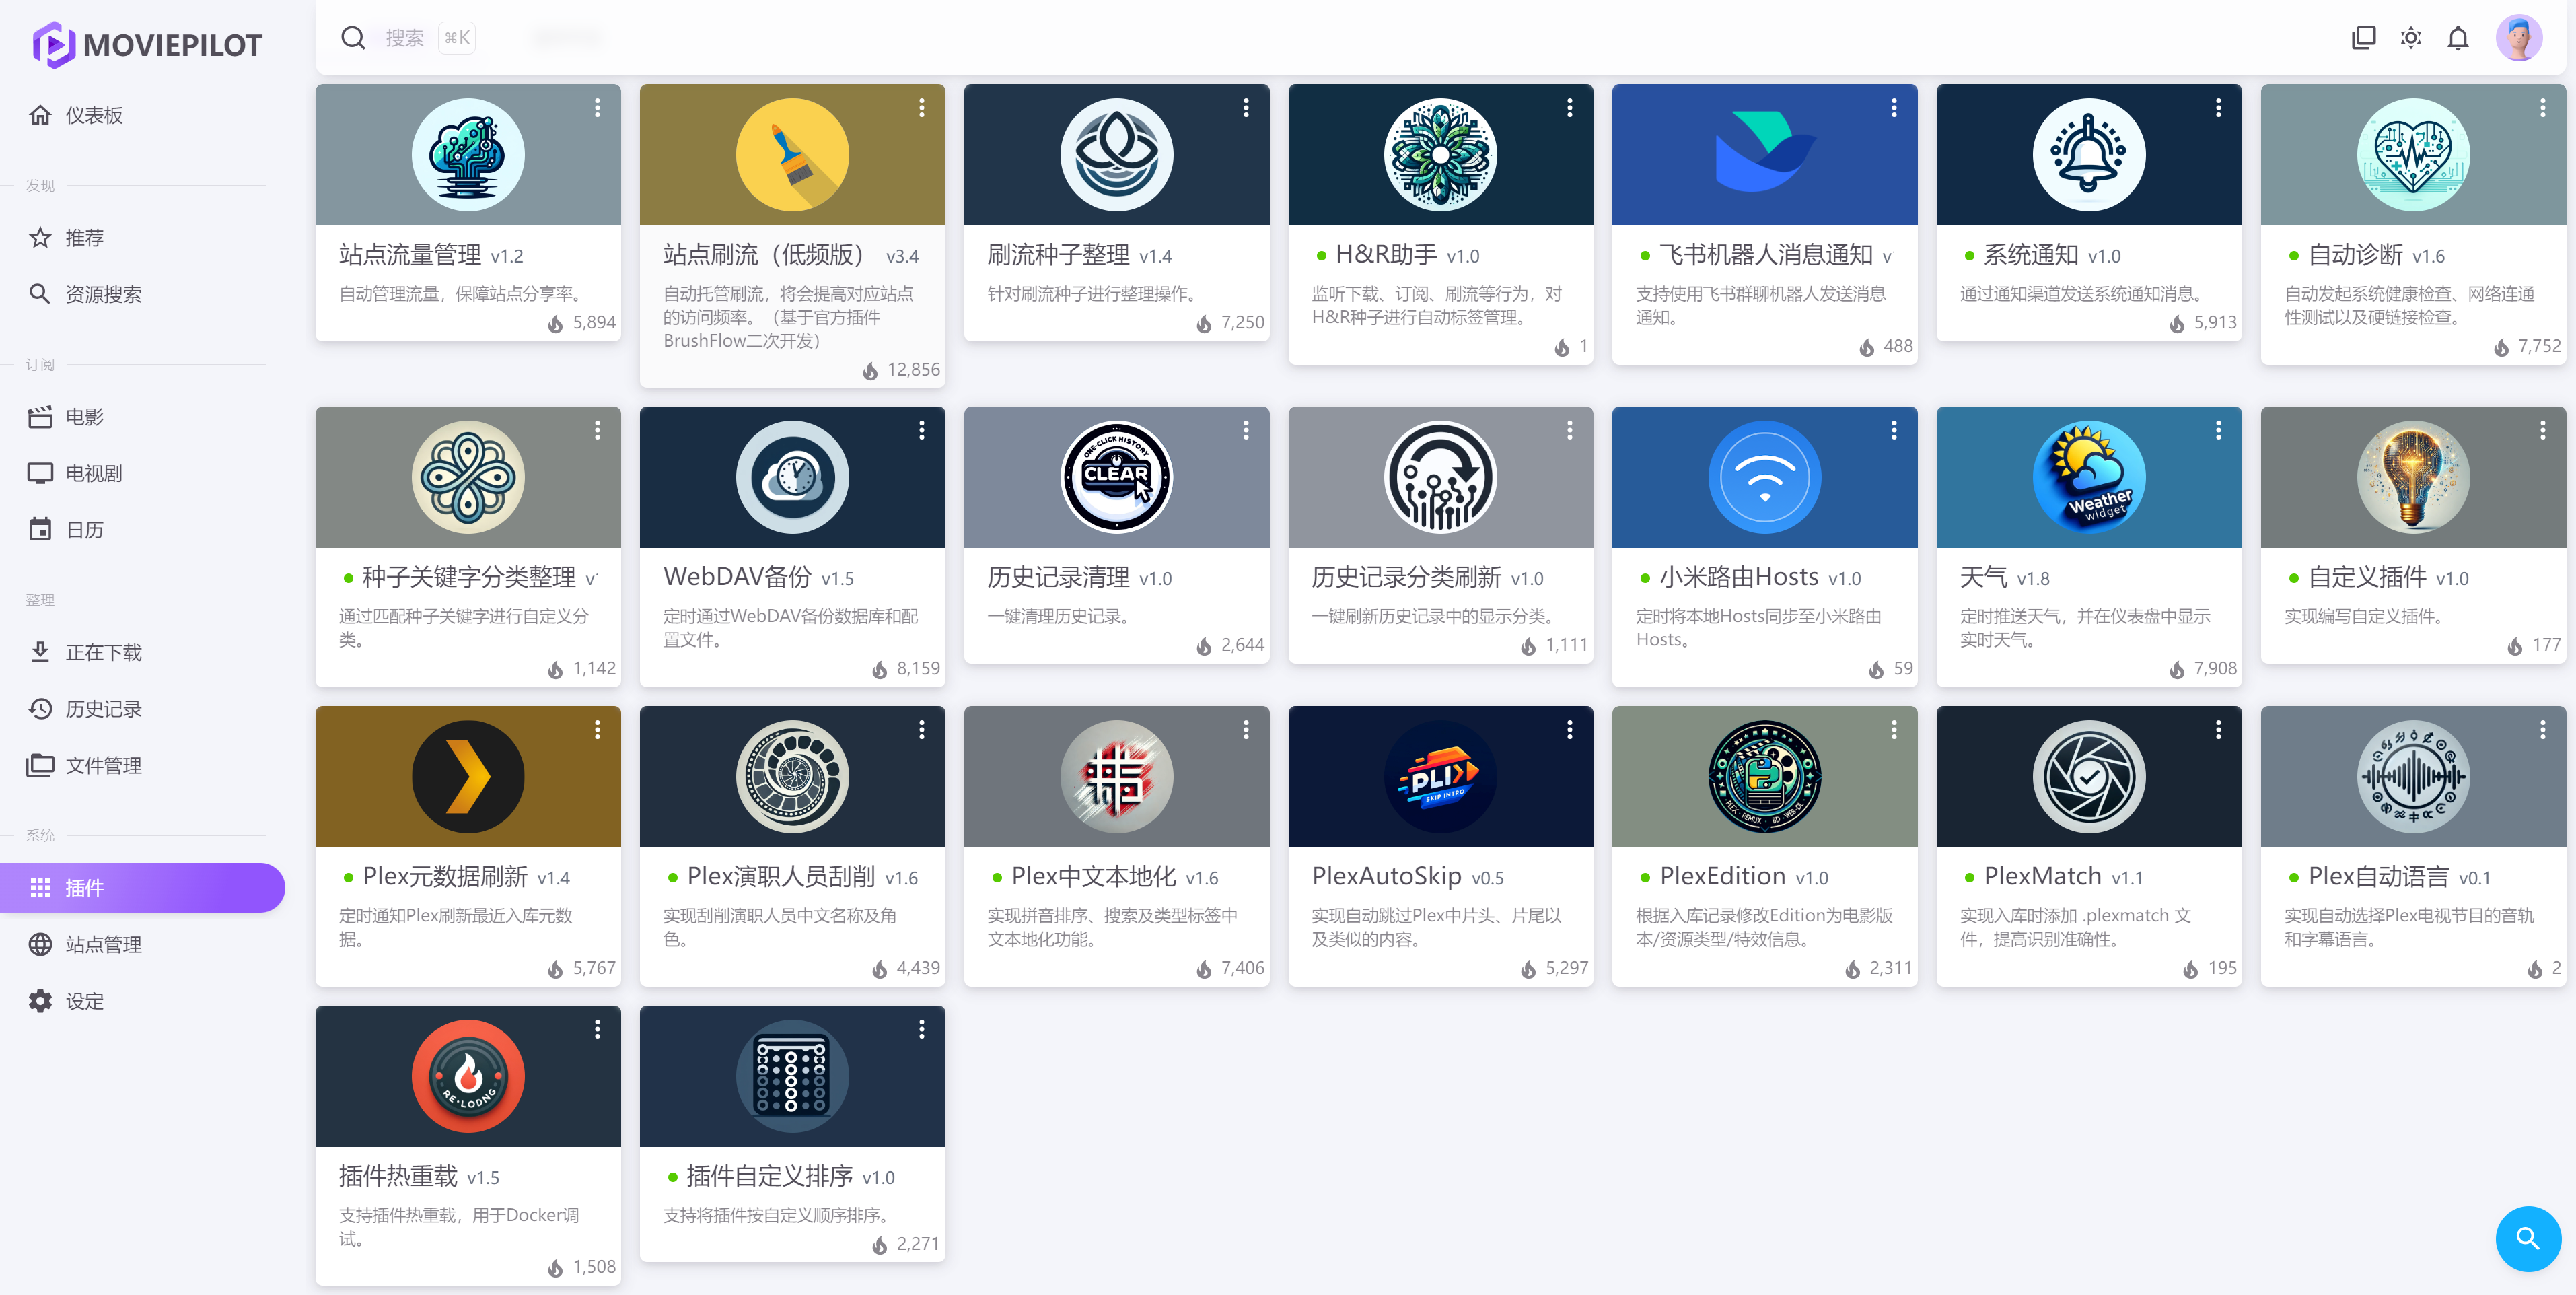 MOVIEPILOT
搜索 ⌘K
仪表板
发现
推荐
资源搜索
订阅
电影
电视剧
日历
整理
正在下载
历史记录
文件管理
系统
插件
站点管理
设定
站点流量管理 v1.2
自动管理流量，保障站点分享率。
5,894
站点刷流（低频版） v3.4
自动托管刷流，将会提高对应站点
的访问频率。（基于官方插件
BrushFlow二次开发）
12,856
刷流种子整理 v1.4
针对刷流种子进行整理操作。
7,250
H&R助手 v1.0
监听下载、订阅、刷流等行为，对
H&R种子进行自动标签管理。
1
飞书机器人消息通知 v
支持使用飞书群聊机器人发送消息
通知。
488
系统通知 v1.0
通过通知渠道发送系统通知消息。
5,913
自动诊断 v1.6
自动发起系统健康检查、网络连通
性测试以及硬链接检查。
7,752
种子关键字分类整理 v
通过匹配种子关键字进行自定义分
类。
1,142
WebDAV备份 v1.5
定时通过WebDAV备份数据库和配
置文件。
8,159
ONE-CLICK HISTORY
CLEAR
历史记录清理 v1.0
一键清理历史记录。
2,644
历史记录分类刷新 v1.0
一键刷新历史记录中的显示分类。
1,111
小米路由Hosts v1.0
定时将本地Hosts同步至小米路由
Hosts。
59
Weather
widget
天气 v1.8
定时推送天气，并在仪表盘中显示
实时天气。
7,908
自定义插件 v1.0
实现编写自定义插件。
177
Plex元数据刷新 v1.4
定时通知Plex刷新最近入库元数
据。
5,767
Plex演职人员刮削 v1.6
实现刮削演职人员中文名称及角
色。
4,439
Plex中文本地化 v1.6
实现拼音排序、搜索及类型标签中
文本地化功能。
7,406
PLI
SKIP INTRO
PlexAutoSkip v0.5
实现自动跳过Plex中片头、片尾以
及类似的内容。
5,297
PLEX · REMUX · BD · WEB-DL
PlexEdition v1.0
根据入库记录修改Edition为电影版
本/资源类型/特效信息。
2,311
PlexMatch v1.1
实现入库时添加 .plexmatch 文
件，提高识别准确性。
195
Plex自动语言 v0.1
实现自动选择Plex电视节目的音轨
和字幕语言。
2
RE·LODNG
插件热重载 v1.5
支持插件热重载，用于Docker调
试。
1,508
插件自定义排序 v1.0
支持将插件按自定义顺序排序。
2,271